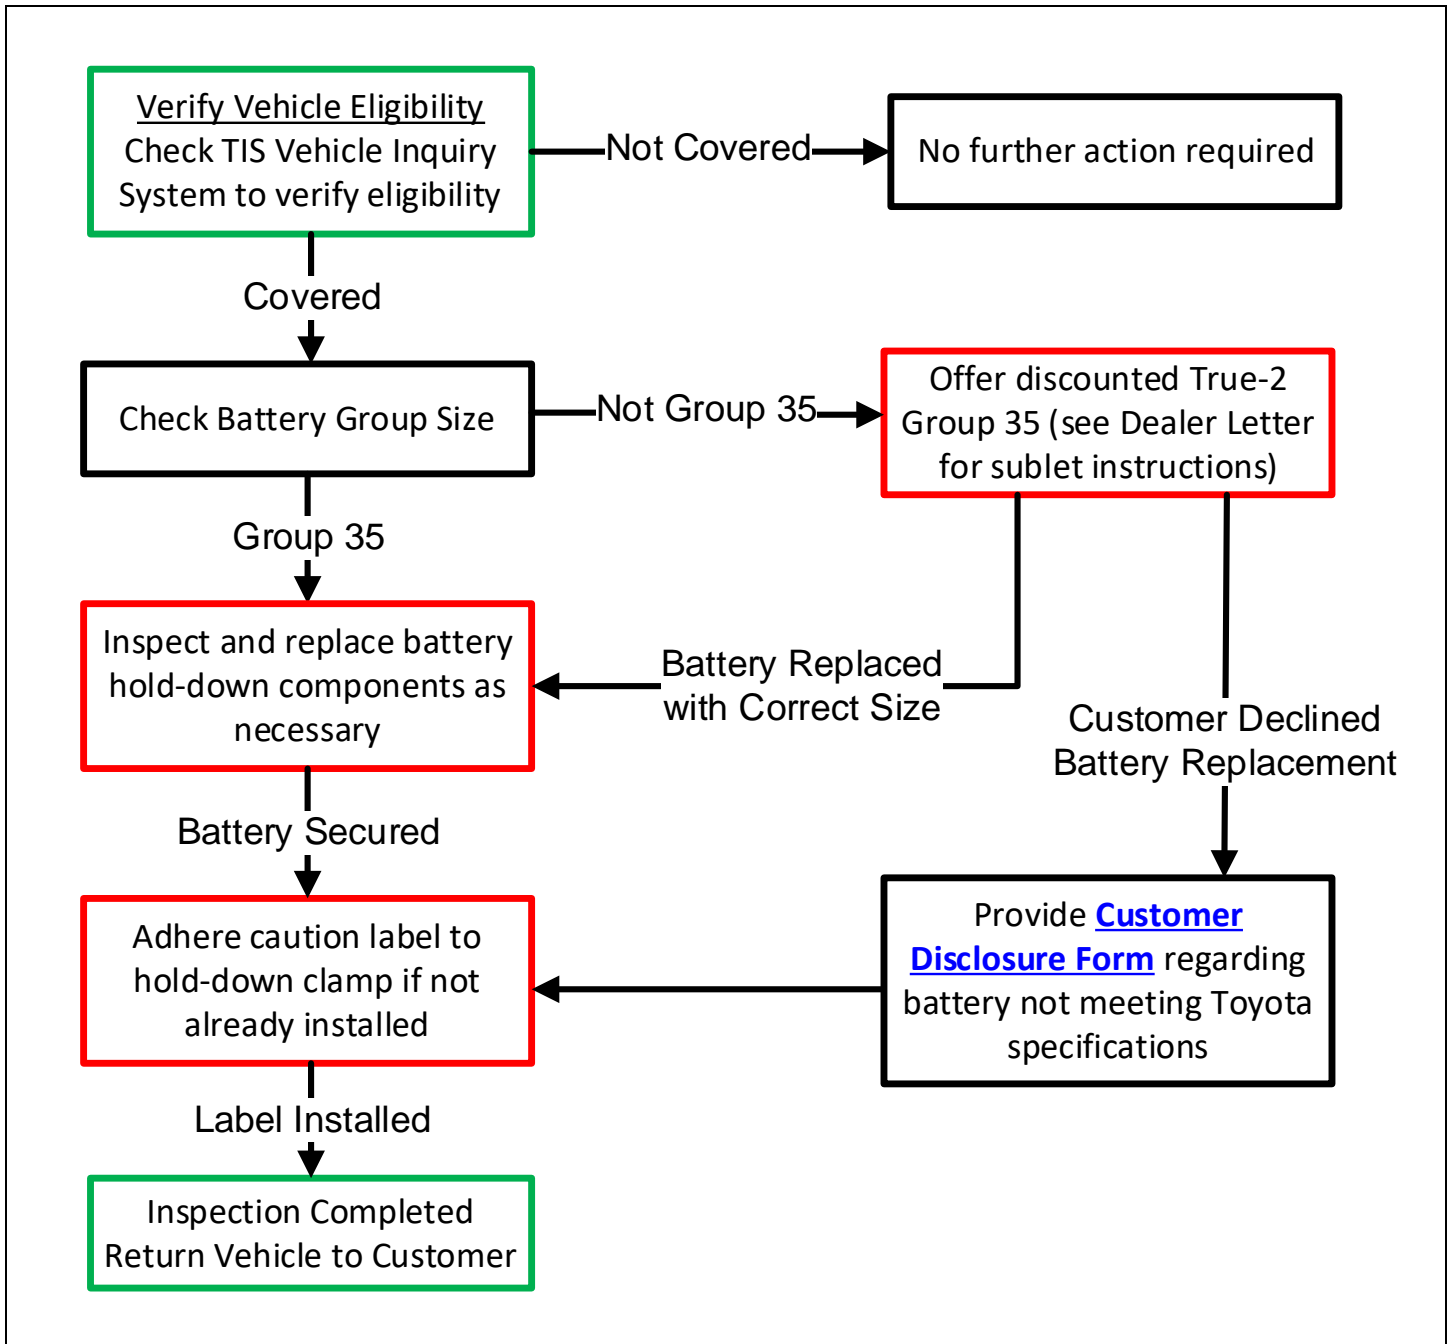 Verify Vehicle Eligibility
Check TIS Vehicle Inquiry
System to verify eligibility
Not Covered
No further action required
Covered
Check Battery Group Size
Not Group 35
Offer discounted True-2
Group 35 (see Dealer Letter
for sublet instructions)
Group 35
Inspect and replace battery
hold-down components as
necessary
Battery Replaced
with Correct Size
Customer Declined
Battery Replacement
Battery Secured
Adhere caution label to
hold-down clamp if not
already installed
Provide Customer
Disclosure Form regarding
battery not meeting Toyota
specifications
Label Installed
Inspection Completed
Return Vehicle to Customer